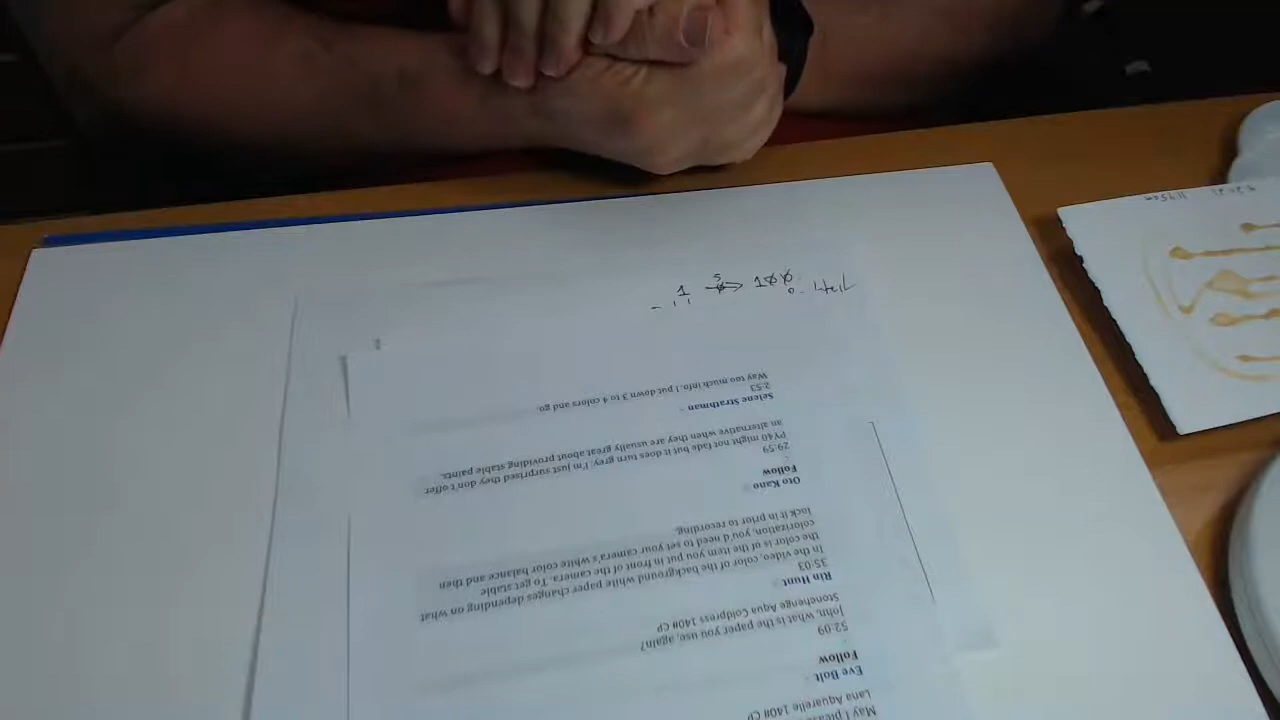 May I
Lana Aquarelle 140# CP
Eve Bolt
Follow
52:09
John, what is the paper you use, again?
Stonehenge Aqua Coldpress 140# CP
Rin Hunt
35:03
In the video, color of the background white paper changes depending on what
the color is of the item you put in front of the camera. To get stable
colorization, you'd need to set your camera's white color balance and then
lock it in prior to recording.
Oto Kano
Follow
29:59
PY40 might not fade but it does turn grey. I'm just surprised they don't offer
an alternative when they are usually great about providing stable paints.
Selene Strathman
2:53
Way too much info. I put down 3 to 4 colors and go.